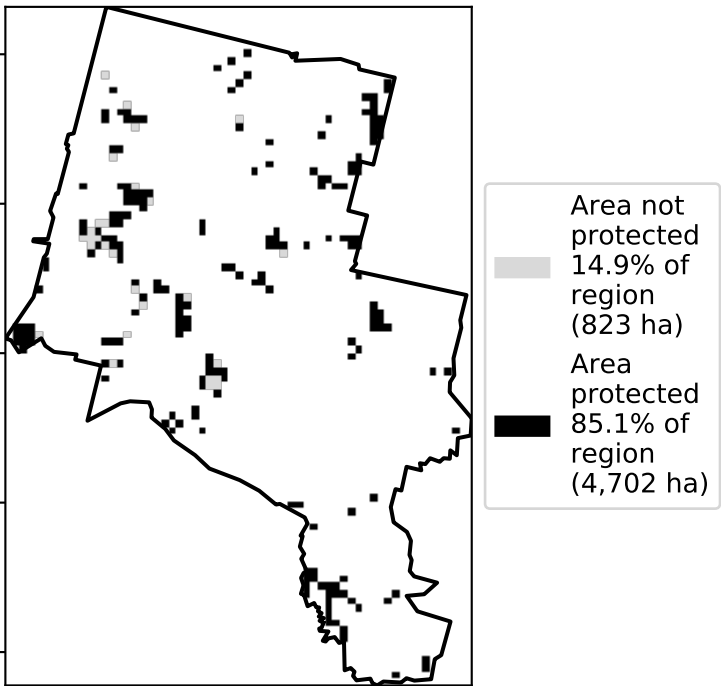 Area not
protected
14.9% of
region
(823 ha)
Area
protected
85.1% of
region
(4,702 ha)